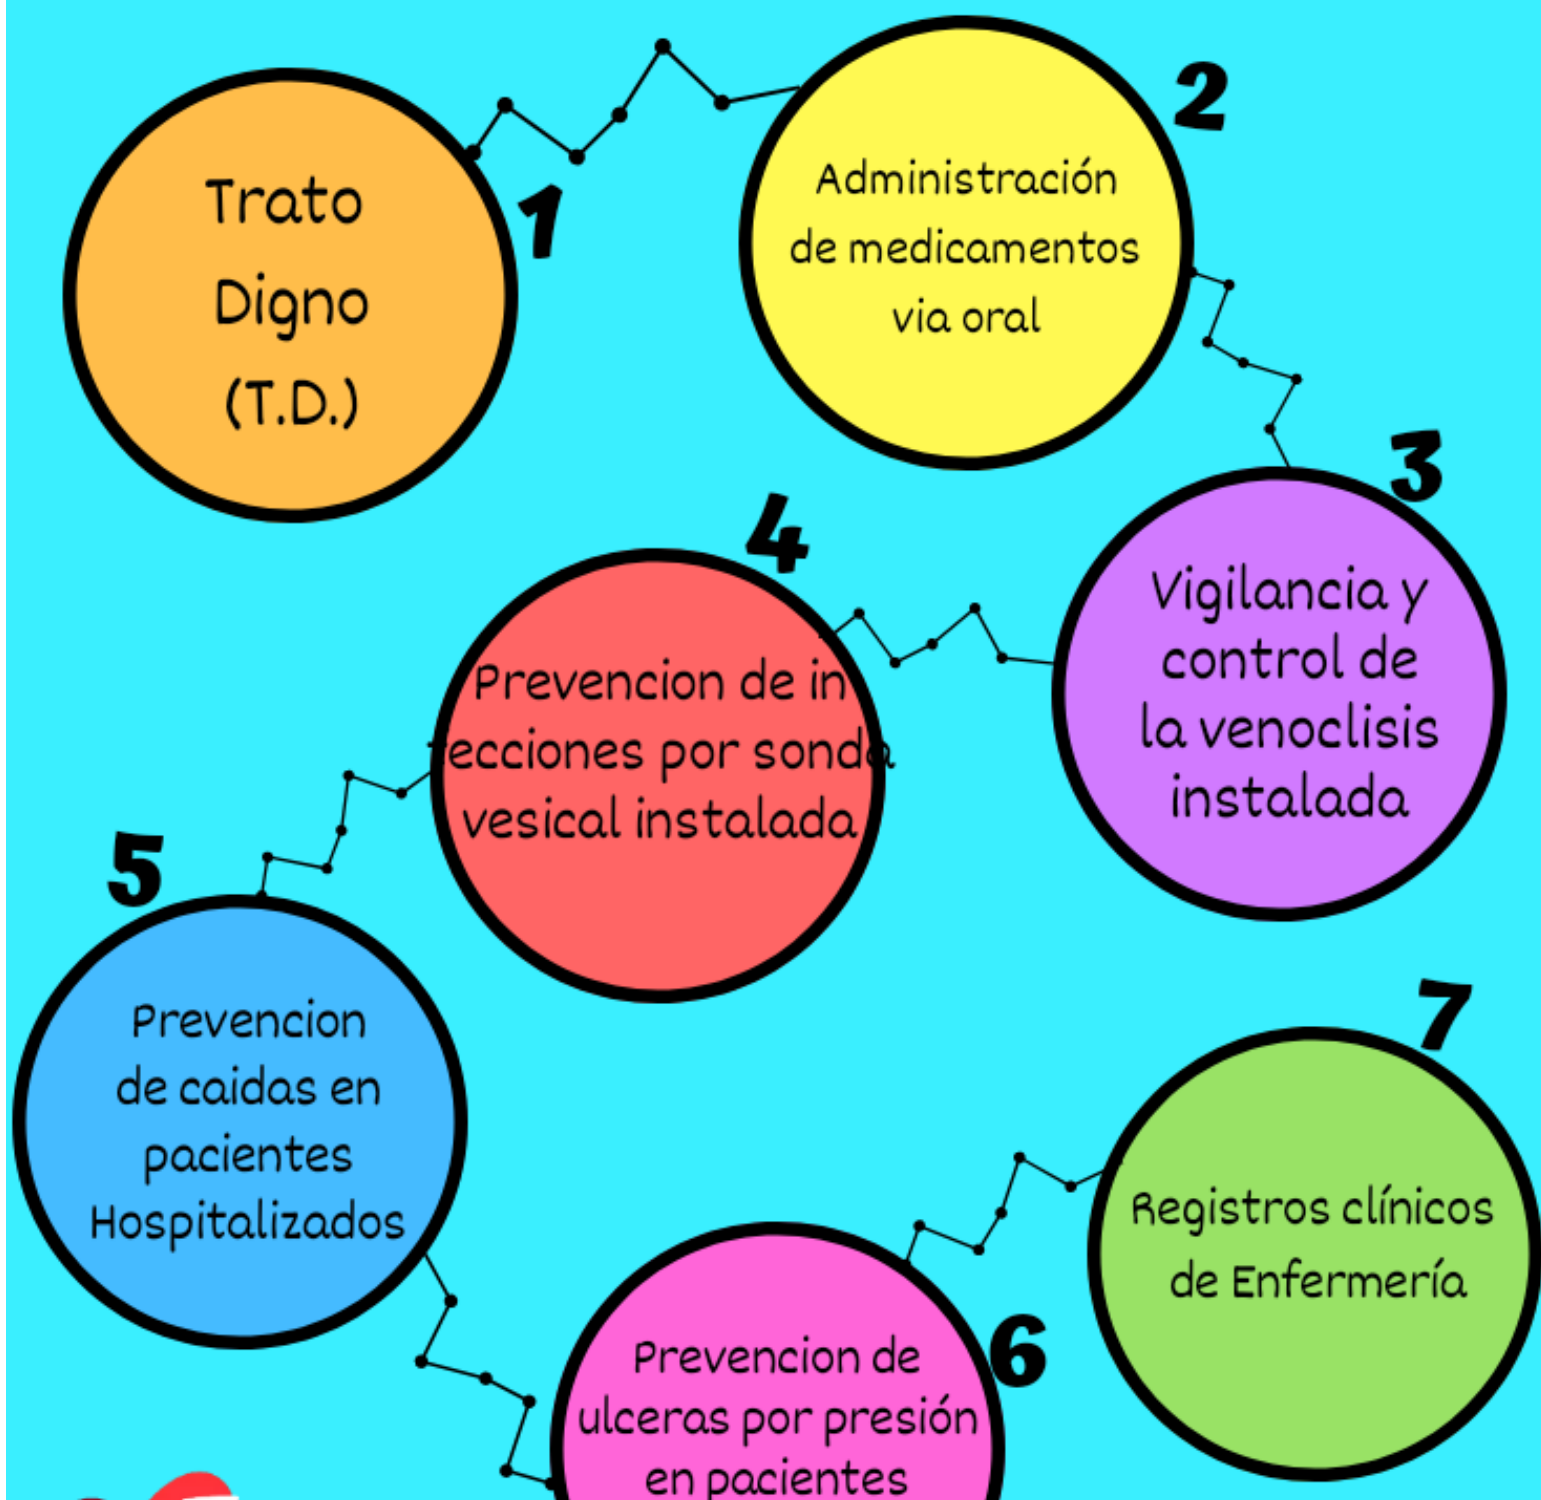 1
Trato
Digno
(T.D.)
2
Administración
de medicamentos
via oral
3
Vigilancia y
control de
la venoclisis
instalada
4
Prevencion de in
fecciones por sonda
vesical instalada
5
Prevencion
de caidas en
pacientes
Hospitalizados
6
Prevencion de
ulceras por presión
en pacientes
7
Registros clínicos
de Enfermería